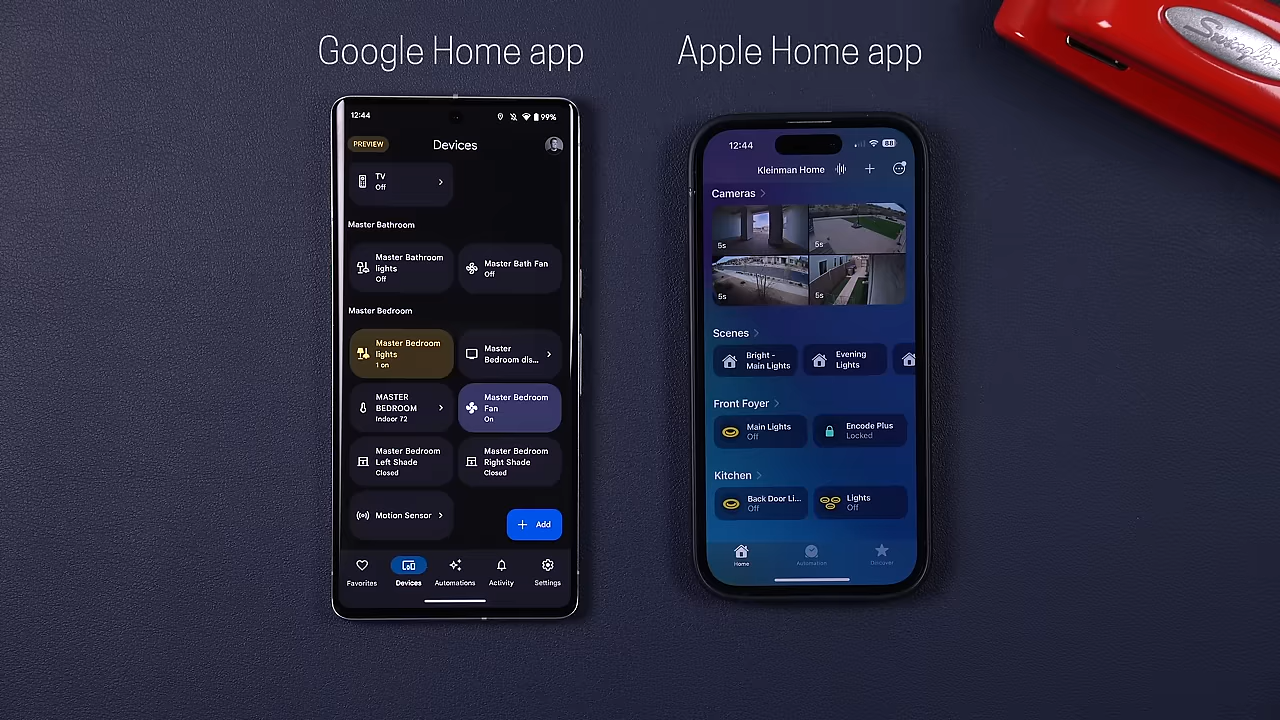 Google Home app
Apple Home app
12:44
99%
PREVIEW
Devices
TV
Off
Master Bathroom
Master Bathroom
lights
Off
Master Bath Fan
Off
Master Bedroom
Master Bedroom
lights
1 on
Master
Bedroom dis...
MASTER
BEDROOM
Indoor 72
Master Bedroom
Fan
On
Master Bedroom
Left Shade
Closed
Master Bedroom
Right Shade
Closed
Motion Sensor
+ Add
Favorites
Devices
Automations
Activity
Settings
12:44
88
Kleinman Home
Cameras
5s
5s
5s
5s
Scenes
Bright -
Main Lights
Evening
Lights
Front Foyer
Main Lights
Off
Encode Plus
Locked
Kitchen
Back Door Li...
Off
Lights
Off
Home
Automation
Discover